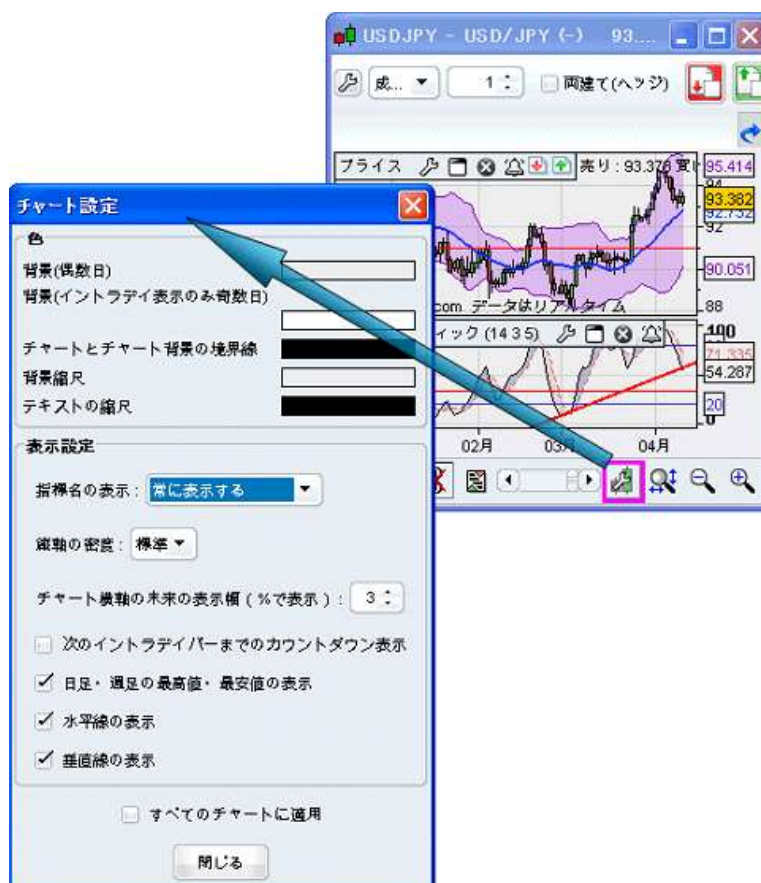 USDJPY - USD/JPY (-) 93....
成... 1 両建て(ヘッジ)
プライス 売り: 93.378 買い
95.414
94
93.382
92.732
92
90.051
88
com データはリアルタイム
ィック (14 3 5)
100
71.335
54.287
20
0
02月 03月 04月
チャート設定
色
背景(偶数日)
背景(イントラデイ表示のみ奇数日)
チャートとチャート背景の境界線
背景縮尺
テキストの縮尺
表示設定
指標名の表示: 常に表示する
縦軸の密度: 標準
チャート横軸の未来の表示幅 (%で表示): 3
次のイントラデイバーまでのカウントダウン表示
日足・週足の最高値・最安値の表示
水平線の表示
垂直線の表示
すべてのチャートに適用
閉じる